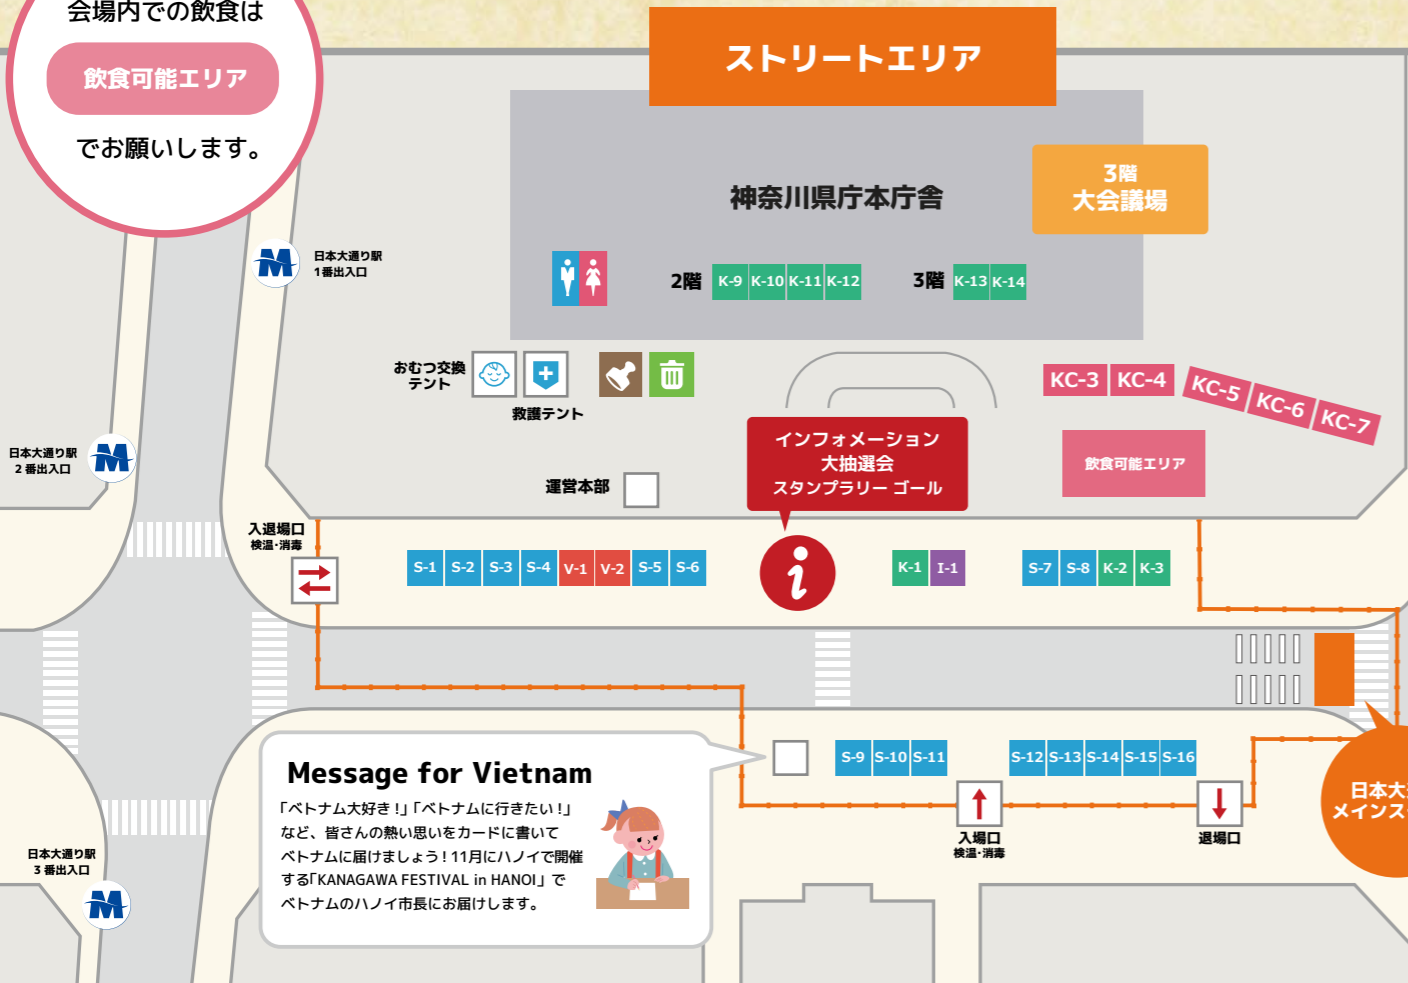 会場内での飲食は
飲食可能エリア
でお願いします。
ストリートエリア
神奈川県庁本庁舎
3階
大会議場
日本大通り駅
1番出入口
2階 K-9 K-10 K-11 K-12
3階 K-13 K-14
おむつ交換
テント
救護テント
KC-3 KC-4 KC-5 KC-6 KC-7
日本大通り駅
2番出入口
インフォメーション
大抽選会
スタンプラリー ゴール
飲食可能エリア
運営本部
入退場口
検温・消毒
S-1 S-2 S-3 S-4 V-1 V-2 S-5 S-6
i
K-1 I-1
S-7 S-8 K-2 K-3
S-9 S-10 S-11
S-12 S-13 S-14 S-15 S-16
入場口
検温・消毒
退場口
日本大
メインス
Message for Vietnam
「ベトナム大好き!」「ベトナムに行きたい!」
など、皆さんの熱い思いをカードに書いて
ベトナムに届けましょう!11月にハノイで開催
する「KANAGAWA FESTIVAL in HANOI」で
ベトナムのハノイ市長にお届けします。
日本大通り駅
3番出入口